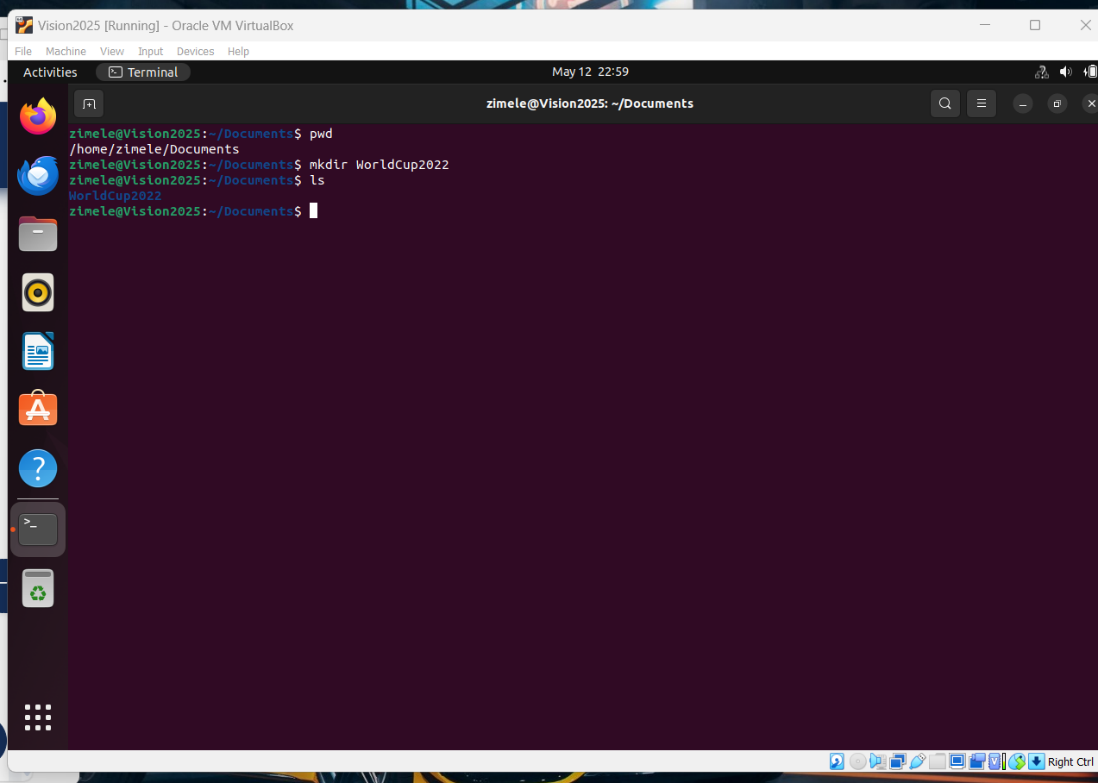 Vision2025 [Running] - Oracle VM VirtualBox
File Machine View Input Devices Help
Activities Terminal May 12 22:59
zimele@Vision2025: ~/Documents
zimele@Vision2025:~/Documents$ pwd
/home/zimele/Documents
zimele@Vision2025:~/Documents$ mkdir WorldCup2022
zimele@Vision2025:~/Documents$ ls
WorldCup2022
zimele@Vision2025:~/Documents$
Right Ctrl